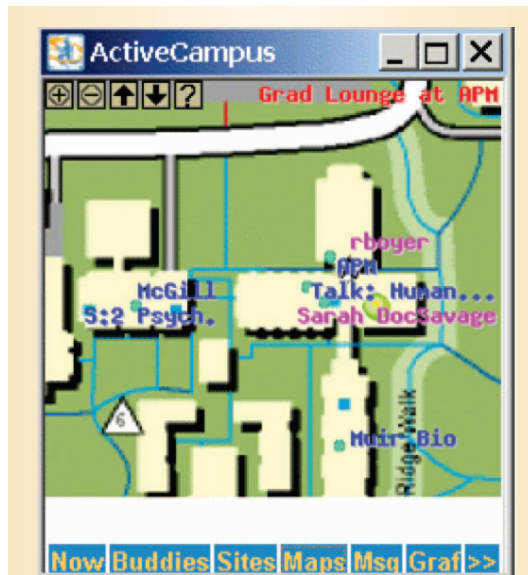 ActiveCampus
?
Grad Lounge at APM
rboyer
APM
McGill
Talk: Human...
S:2 Psych.
Sarah DocSavage
6
Muir Bio
Ridge Walk
Now Buddies Sites Maps Msg Graf >>